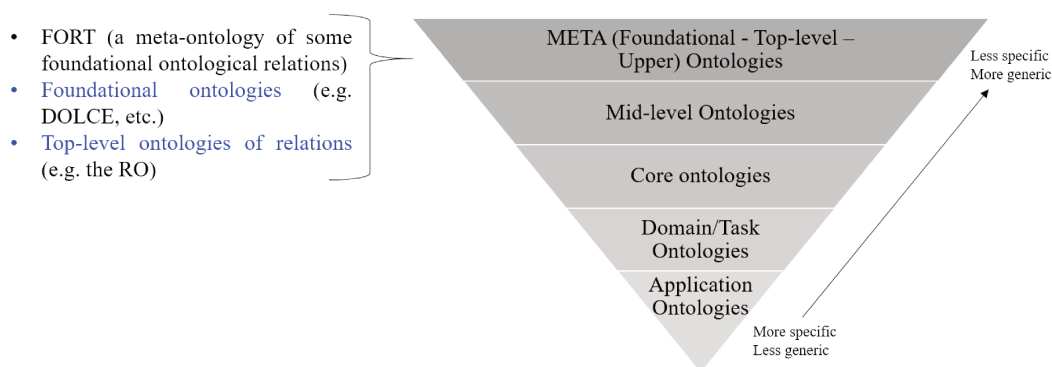 • FORT (a meta-ontology of some
foundational ontological relations)
• Foundational ontologies (e.g.
DOLCE, etc.)
• Top-level ontologies of relations
(e.g. the RO)
META (Foundational - Top-level –
Upper) Ontologies
Mid-level Ontologies
Core ontologies
Domain/Task
Ontologies
Application
Ontologies
Less specific
More generic
More specific
Less generic